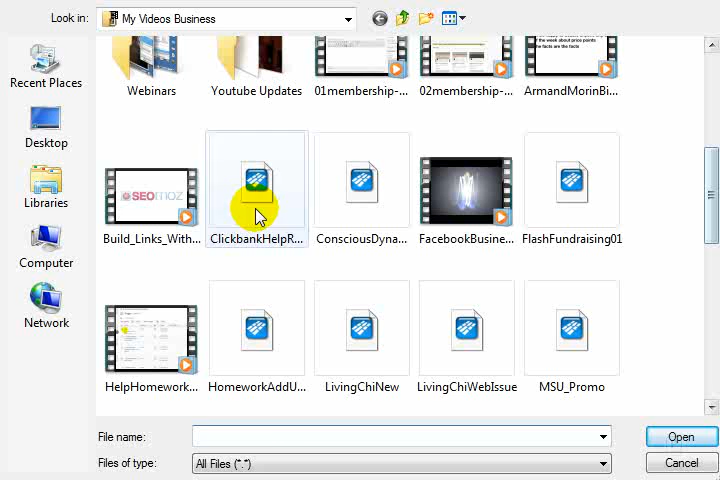 Look in:
My Videos Business
Recent Places
Desktop
Libraries
Computer
Network
of the week about price points
the facts are the facts
Webinars
Youtube Updates
01membership-...
02membership-...
ArmandMorinBi...
SEOMOZ
Build_Links_With...
ClickbankHelpR...
ConsciousDyna...
FacebookBusine...
FlashFundraising01
HelpHomework...
HomeworkAddU...
LivingChiNew
LivingChiWebIssue
MSU_Promo
File name:
Open
Files of type:
All Files (*.*)
Cancel